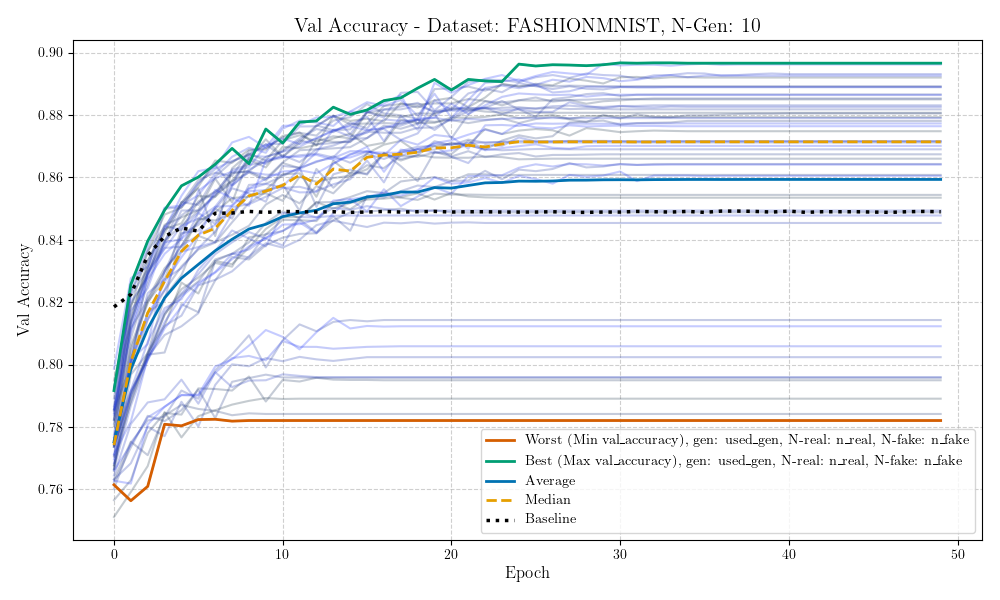 Val Accuracy - Dataset: FASHIONMNIST, N-Gen: 10
Val Accuracy
0.90
0.88
0.86
0.84
0.82
0.80
0.78
0.76
Worst (Min val_accuracy), gen: used_gen, N-real: n_real, N-fake: n_fake
Best (Max val_accuracy), gen: used_gen, N-real: n_real, N-fake: n_fake
Average
Median
Baseline
0 10 20 30 40 50
Epoch